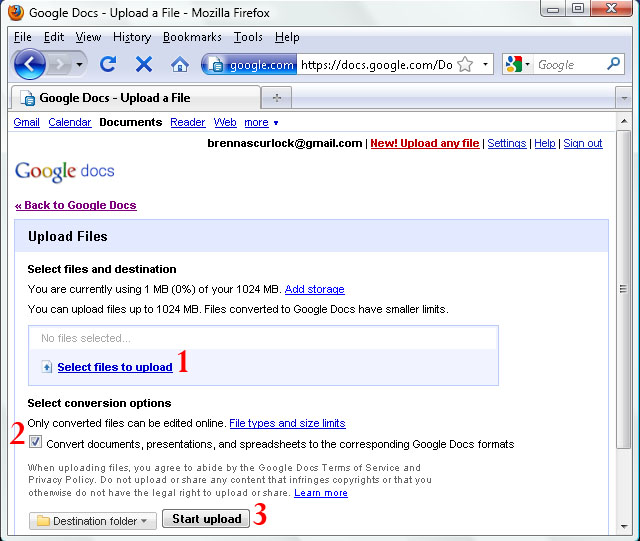 Google Docs - Upload a File - Mozilla Firefox
File Edit View History Bookmarks Tools Help
google.com https://docs.google.com/Do Google
Google Docs - Upload a File
Gmail Calendar Documents Reader Web more
brennascurlock@gmail.com | New! Upload any file | Settings | Help | Sign out
Google docs
« Back to Google Docs
Upload Files
Select files and destination
You are currently using 1 MB (0%) of your 1024 MB. Add storage
You can upload files up to 1024 MB. Files converted to Google Docs have smaller limits.
No files selected...
Select files to upload 1
Select conversion options
Only converted files can be edited online. File types and size limits
2 Convert documents, presentations, and spreadsheets to the corresponding Google Docs formats
When uploading files, you agree to abide by the Google Docs Terms of Service and
Privacy Policy. Do not upload or share any content that infringes copyrights or that you
otherwise do not have the legal right to upload or share. Learn more
Destination folder Start upload 3